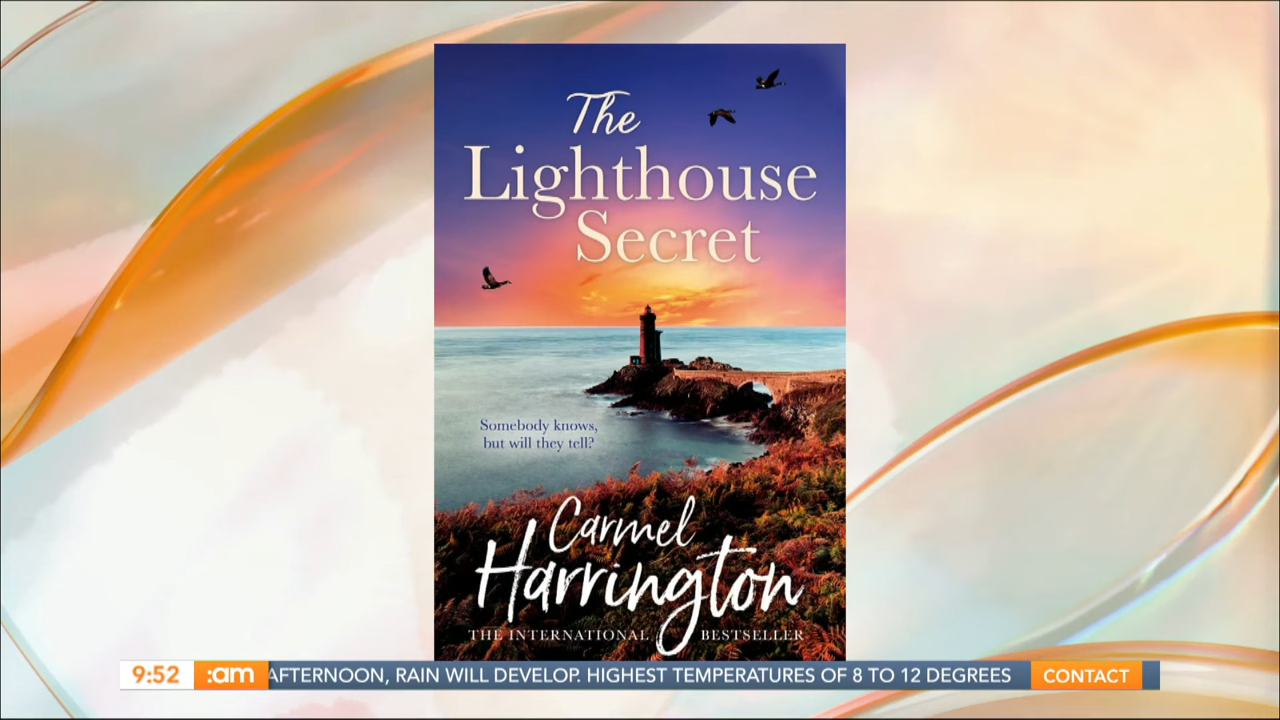 The
Lighthouse
Secret
Somebody knows,
but will they tell?
Carmel
Harrington
THE INTERNATIONAL BESTSELLER
9:52 :am AFTERNOON, RAIN WILL DEVELOP. HIGHEST TEMPERATURES OF 8 TO 12 DEGREES CONTACT